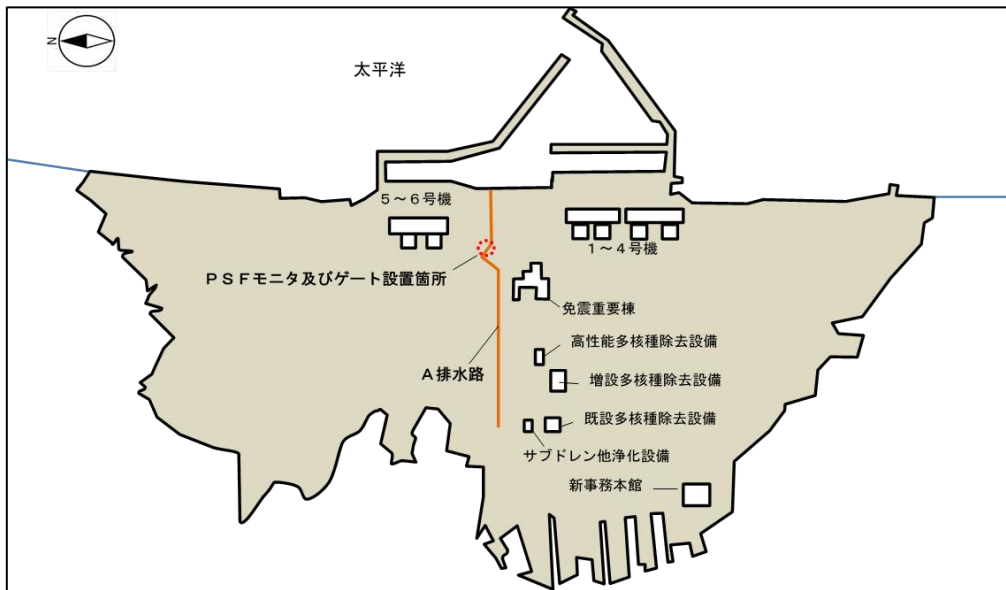 N
太平洋
5~6号機
1~4号機
PSFモニタ及びゲート設置箇所
免震重要棟
高性能多核種除去設備
A排水路
増設多核種除去設備
既設多核種除去設備
サブドレン他浄化設備
新事務本館